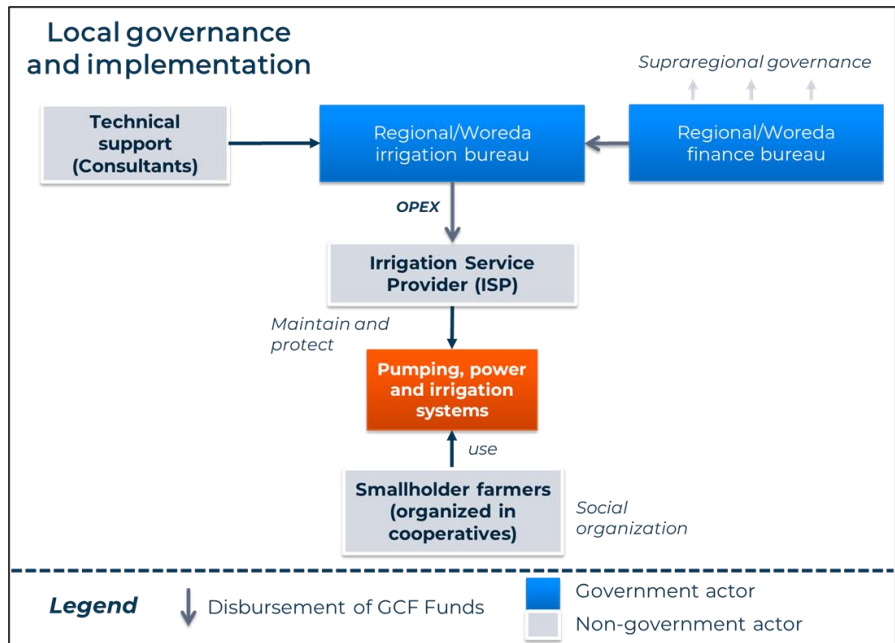 Local governance
and implementation
Supraregional governance
Technical
support
(Consultants)
Regional/Woreda
irrigation bureau
Regional/Woreda
finance bureau
OPEX
Irrigation Service
Provider (ISP)
Maintain and
protect
Pumping, power
and irrigation
systems
use
Smallholder farmers
(organized in
cooperatives)
Social
organization
Legend
Disbursement of GCF Funds
Government actor
Non-government actor